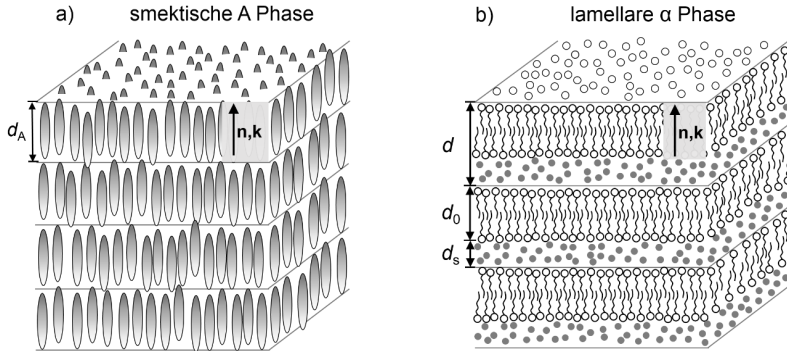 a) smektische A Phase
d_A
n,k
b) lamellare α Phase
d
n,k
d_0
d_s